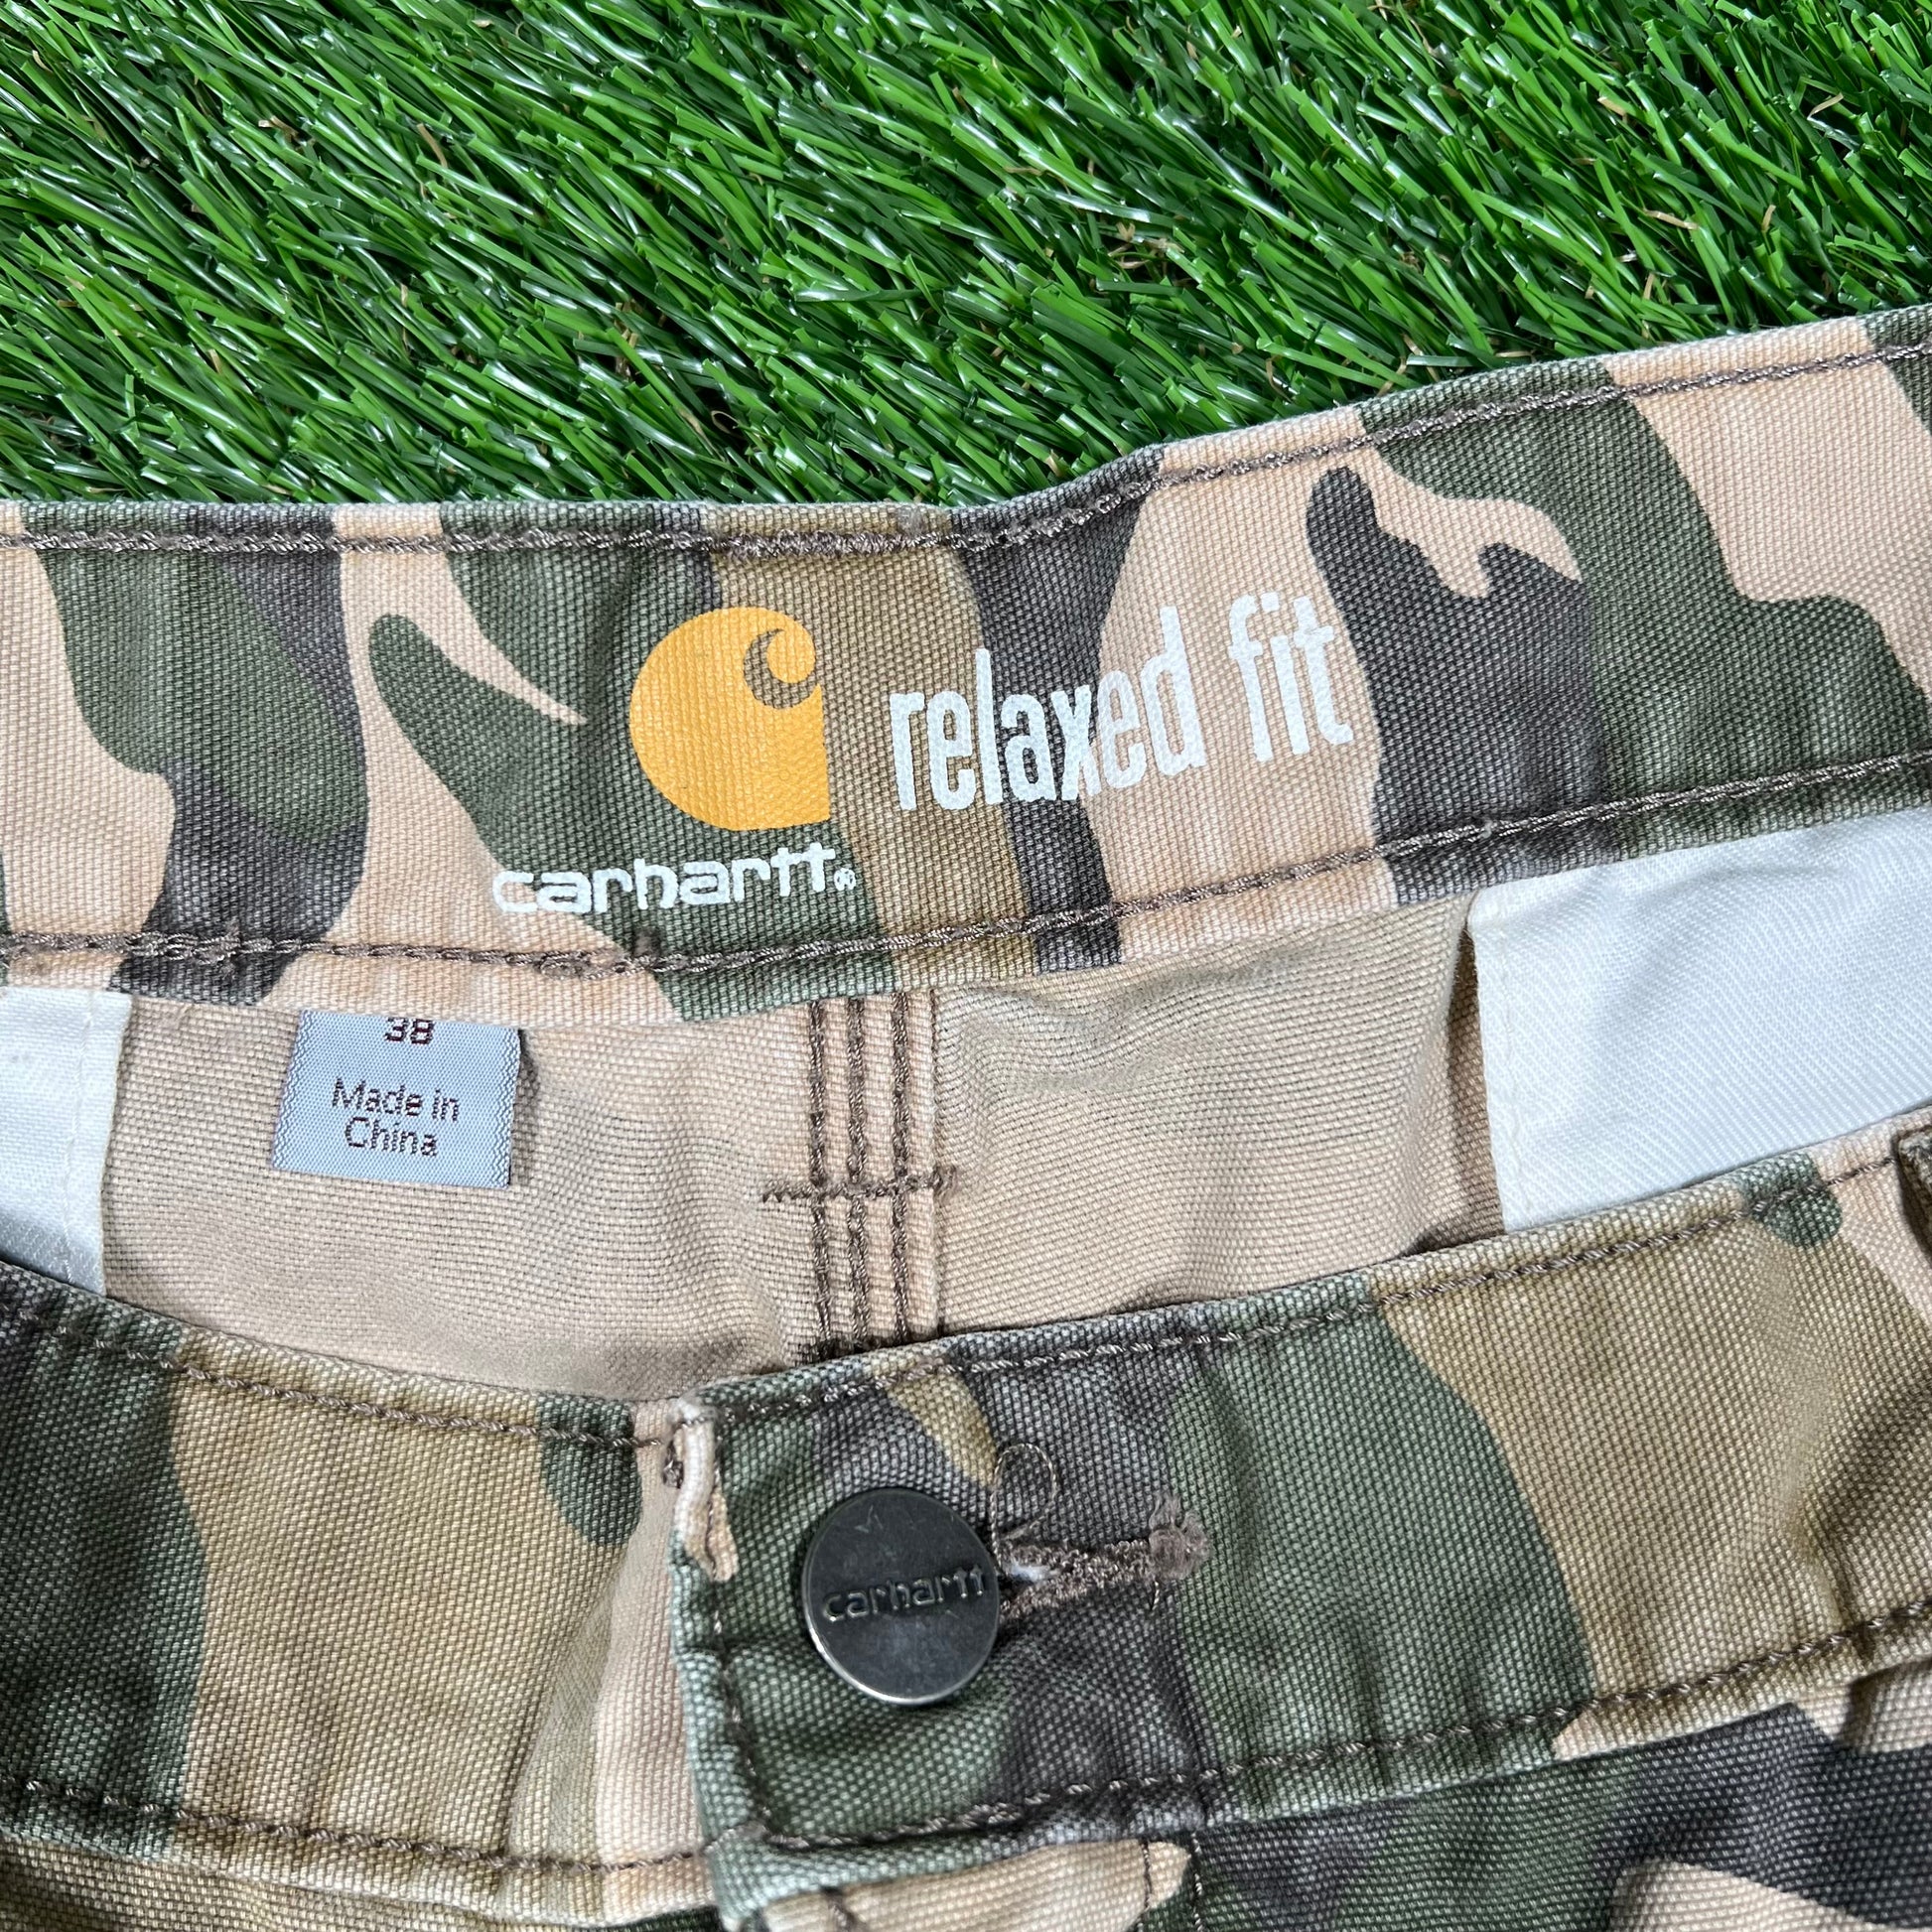 relaxed fit
carhartt®
38
Made in
China
carhartt